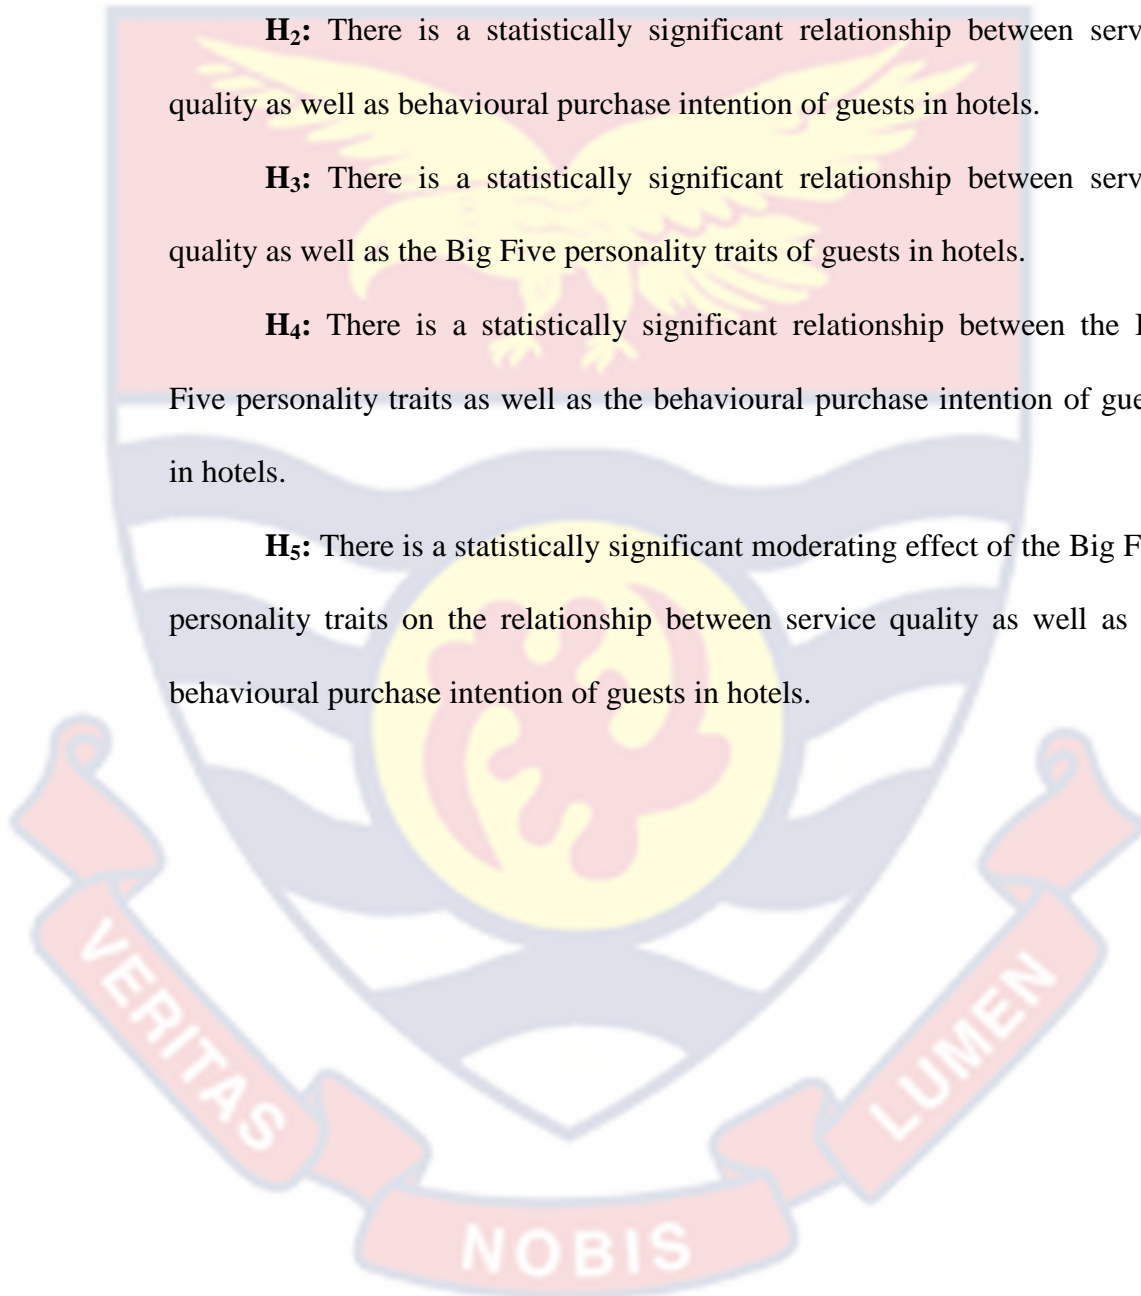 H₂: There is a statistically significant relationship between serv
quality as well as behavioural purchase intention of guests in hotels.
H₃: There is a statistically significant relationship between serv
quality as well as the Big Five personality traits of guests in hotels.
H₄: There is a statistically significant relationship between the
Five personality traits as well as the behavioural purchase intention of gue
in hotels.
H₅: There is a statistically significant moderating effect of the Big F
personality traits on the relationship between service quality as well as
behavioural purchase intention of guests in hotels.
VERITAS
NOBIS
LUMEN